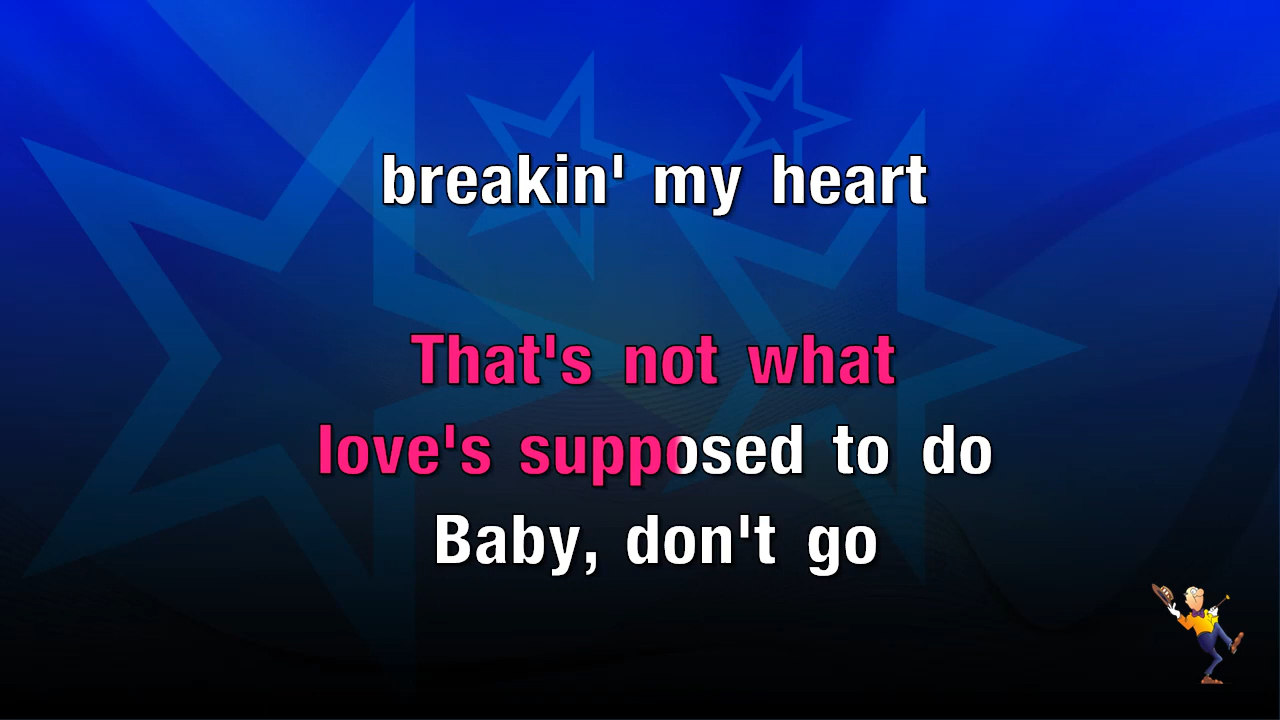 breakin' my heart
That's not what
love's supposed to do
Baby, don't go